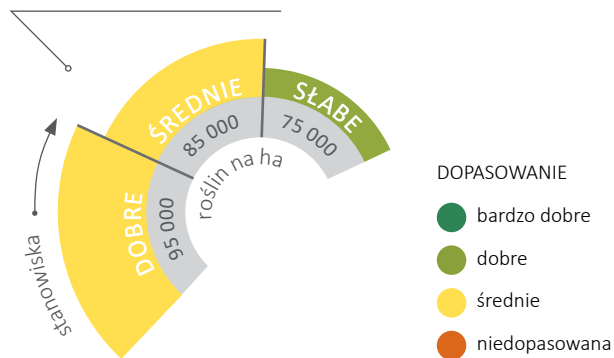 stanowiska
DOBRE
ŚREDNIE
SŁABE
95 000
85 000
75 000
roślin na ha
DOPASOWANIE
bardzo dobre
dobre
średnie
niedopasowana